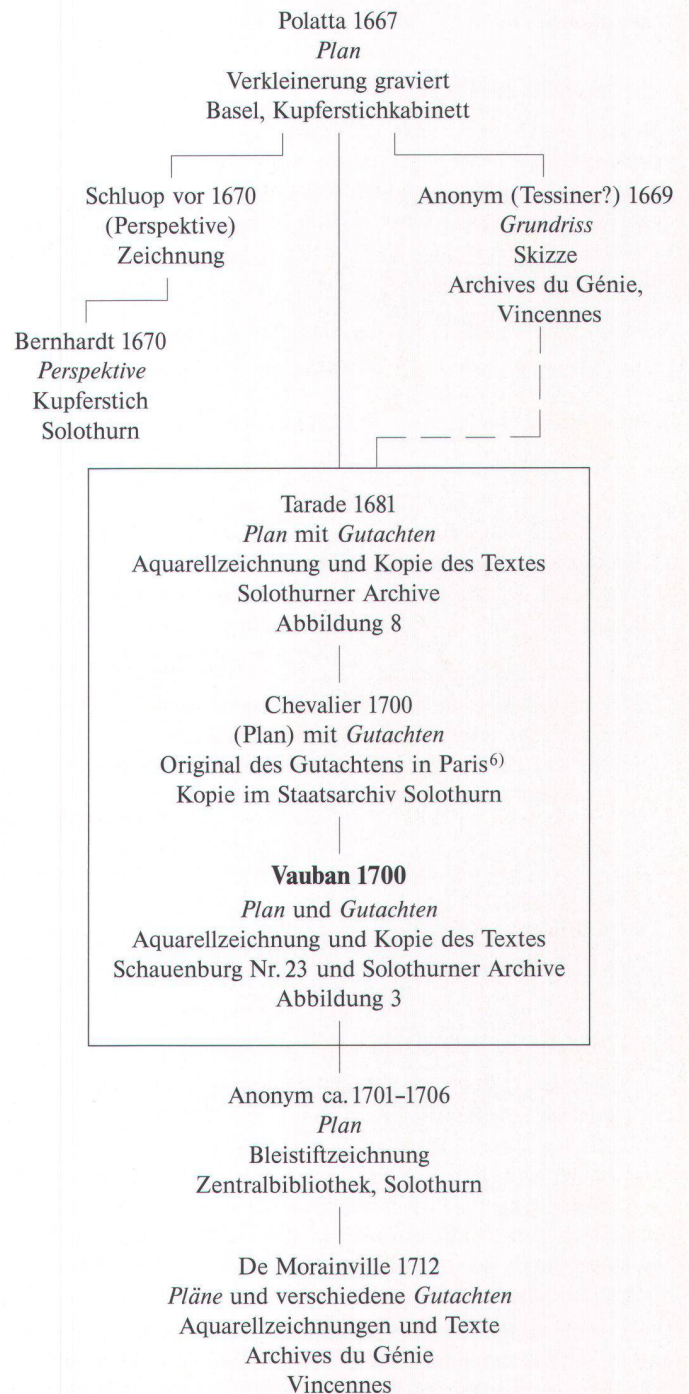 Polatta 1667
Plan
Verkleinerung graviert
Basel, Kupferstichkabinett
Schluop vor 1670
(Perspektive)
Zeichnung
Anonym (Tessiner?) 1669
Grundriss
Skizze
Archives du Génie,
Vincennes
Bernhardt 1670
Perspektive
Kupferstich
Solothurn
Tarade 1681
Plan mit Gutachten
Aquarellzeichnung und Kopie des Textes
Solothurner Archive
Abbildung 8
Chevalier 1700
(Plan) mit Gutachten
Original des Gutachtens in Paris⁶⁾
Kopie im Staatsarchiv Solothurn
Vauban 1700
Plan und Gutachten
Aquarellzeichnung und Kopie des Textes
Schauenburg Nr. 23 und Solothurner Archive
Abbildung 3
Anonym ca. 1701–1706
Plan
Bleistiftzeichnung
Zentralbibliothek, Solothurn
De Morainville 1712
Pläne und verschiedene Gutachten
Aquarellzeichnungen und Texte
Archives du Génie
Vincennes